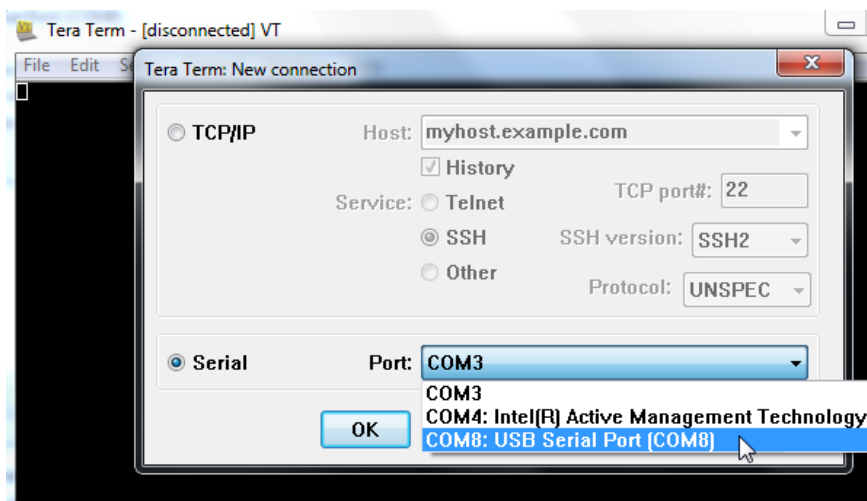 Tera Term - [disconnected] VT
File Edit
Tera Term: New connection
TCP/IP Host: myhost.example.com
History
Service: Telnet TCP port#: 22
SSH SSH version: SSH2
Other Protocol: UNSPEC
Serial Port: COM3
COM3
COM4: Intel(R) Active Management Technology
OK COM8: USB Serial Port (COM8)